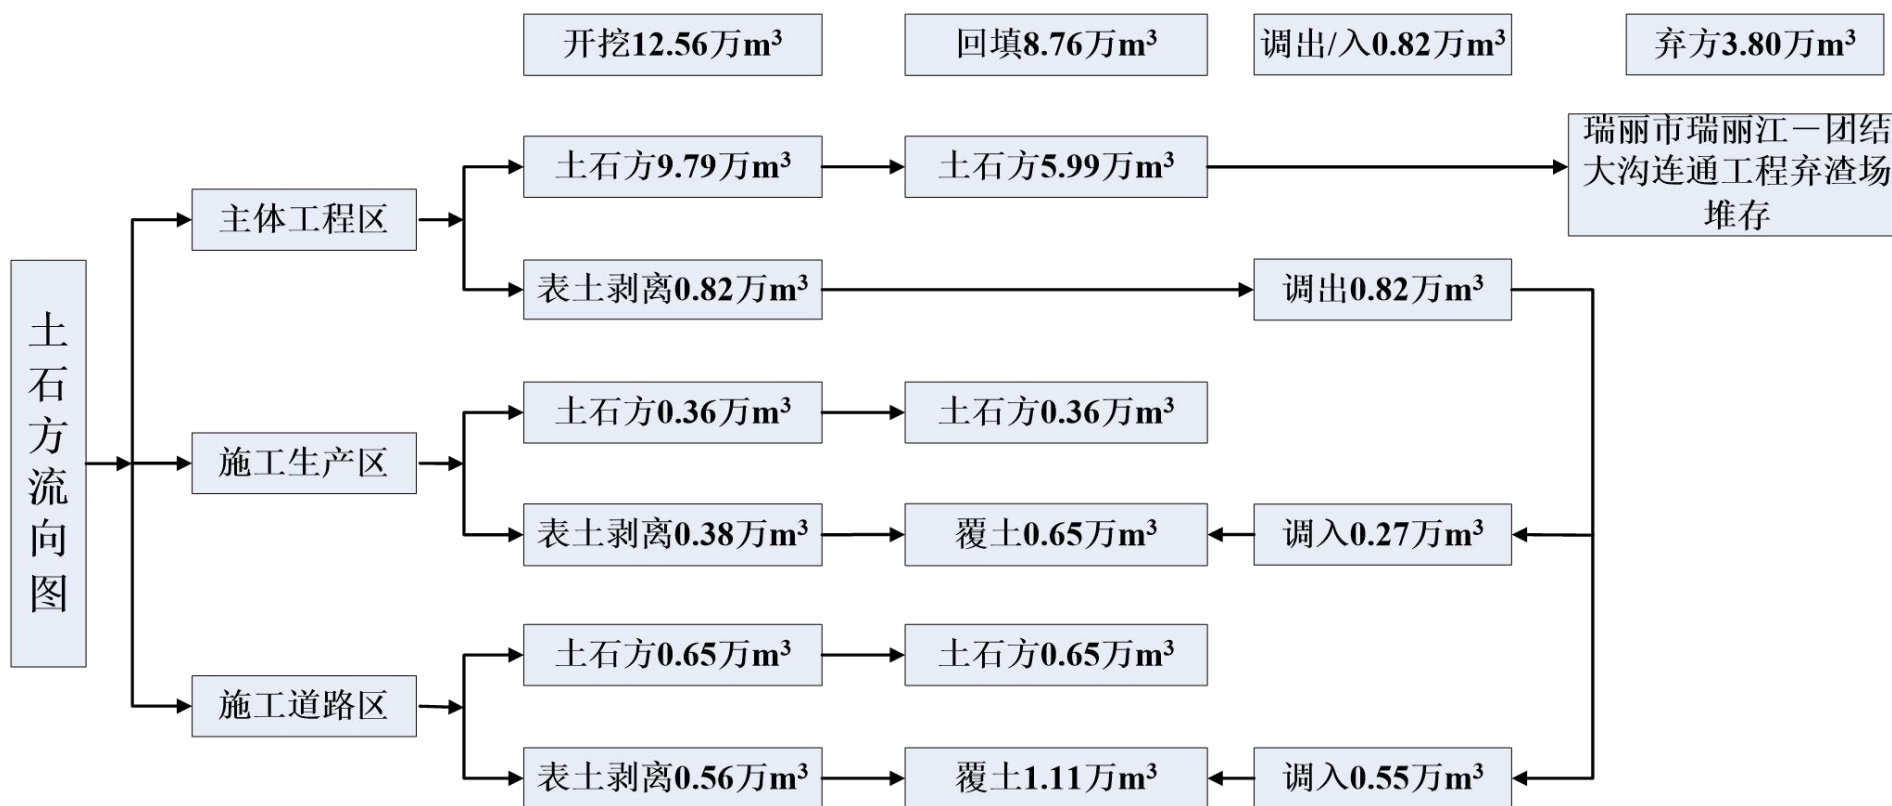 开挖12.56万m³
回填8.76万m³
调出/入0.82万m³
弃方3.80万m³
土石方流向图
主体工程区
土石方9.79万m³
土石方5.99万m³
瑞丽市瑞丽江－团结
大沟连通工程弃渣场
堆存
表土剥离0.82万m³
调出0.82万m³
施工生产区
土石方0.36万m³
土石方0.36万m³
表土剥离0.38万m³
覆土0.65万m³
调入0.27万m³
施工道路区
土石方0.65万m³
土石方0.65万m³
表土剥离0.56万m³
覆土1.11万m³
调入0.55万m³